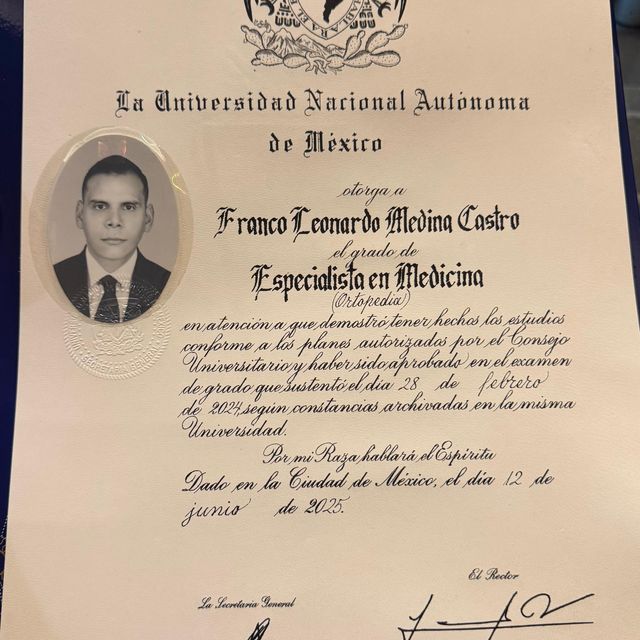 HABLARA EL
La Universidad Nacional Autónoma
de México
otorga a
Franco Leonardo Medina Castro
el grado de
Especialista en Medicina
(Ortopedia)
en atención a que demostró tener hechos los estudios
conforme a los planes autorizados por el Consejo
Universitario y haber sido aprobado en el examen
de grado que sustentó el día 28 de febrero
de 2024, según constancias archivadas en la misma
Universidad.
Por mi Raza hablará el Espíritu
Dado en la Ciudad de México, el día 12 de
junio de 2025.
El Rector
La Secretaria General